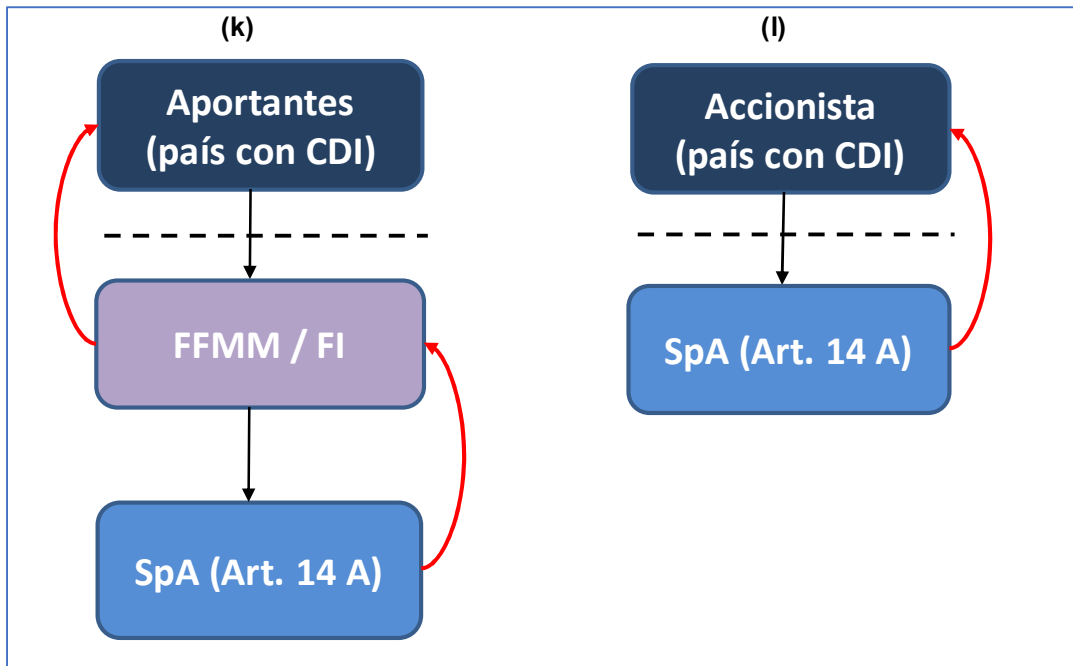 (k)
Aportantes
(país con CDI)
FFMM / FI
SpA (Art. 14 A)
(l)
Accionista
(país con CDI)
SpA (Art. 14 A)